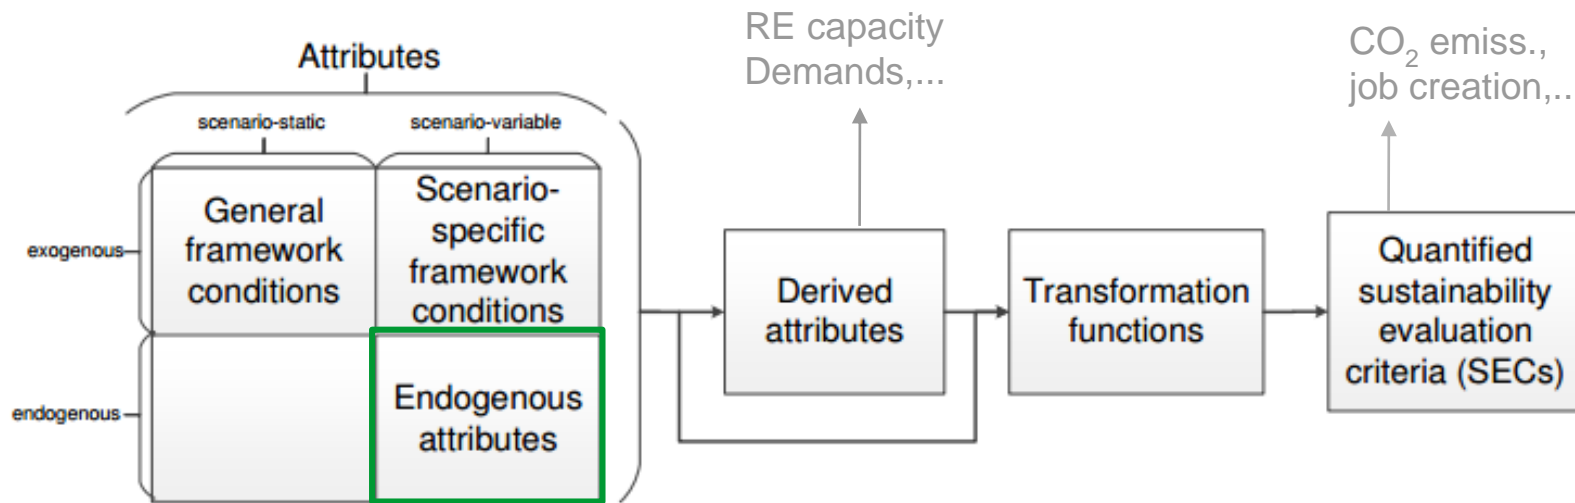 Attributes
scenario-static
scenario-variable
exogenous
General
framework
conditions
Scenario-
specific
framework
conditions
endogenous
Endogenous
attributes
RE capacity
Demands,...
Derived
attributes
Transformation
functions
CO₂ emiss.,
job creation,..
Quantified
sustainability
evaluation
criteria (SECs)